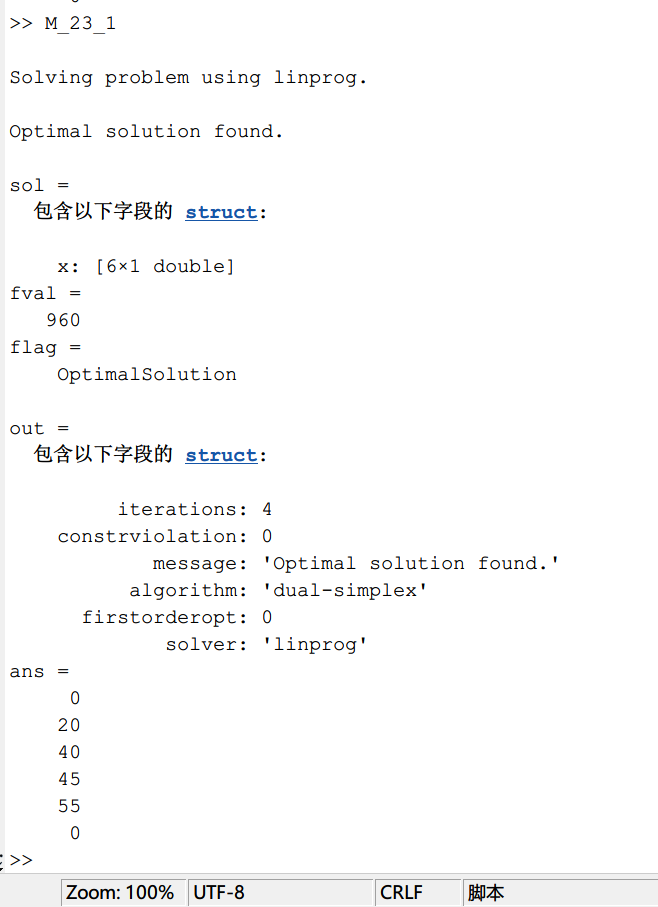 >> M_23_1
Solving problem using linprog.
Optimal solution found.
sol =
包含以下字段的 struct:
x: [6×1 double]
fval =
960
flag =
OptimalSolution
out =
包含以下字段的 struct:
iterations: 4
constrviolation: 0
message: 'Optimal solution found.'
algorithm: 'dual-simplex'
firstorderopt: 0
solver: 'linprog'
ans =
0
20
40
45
55
0
>>
Zoom: 100% UTF-8 CRLF 脚本